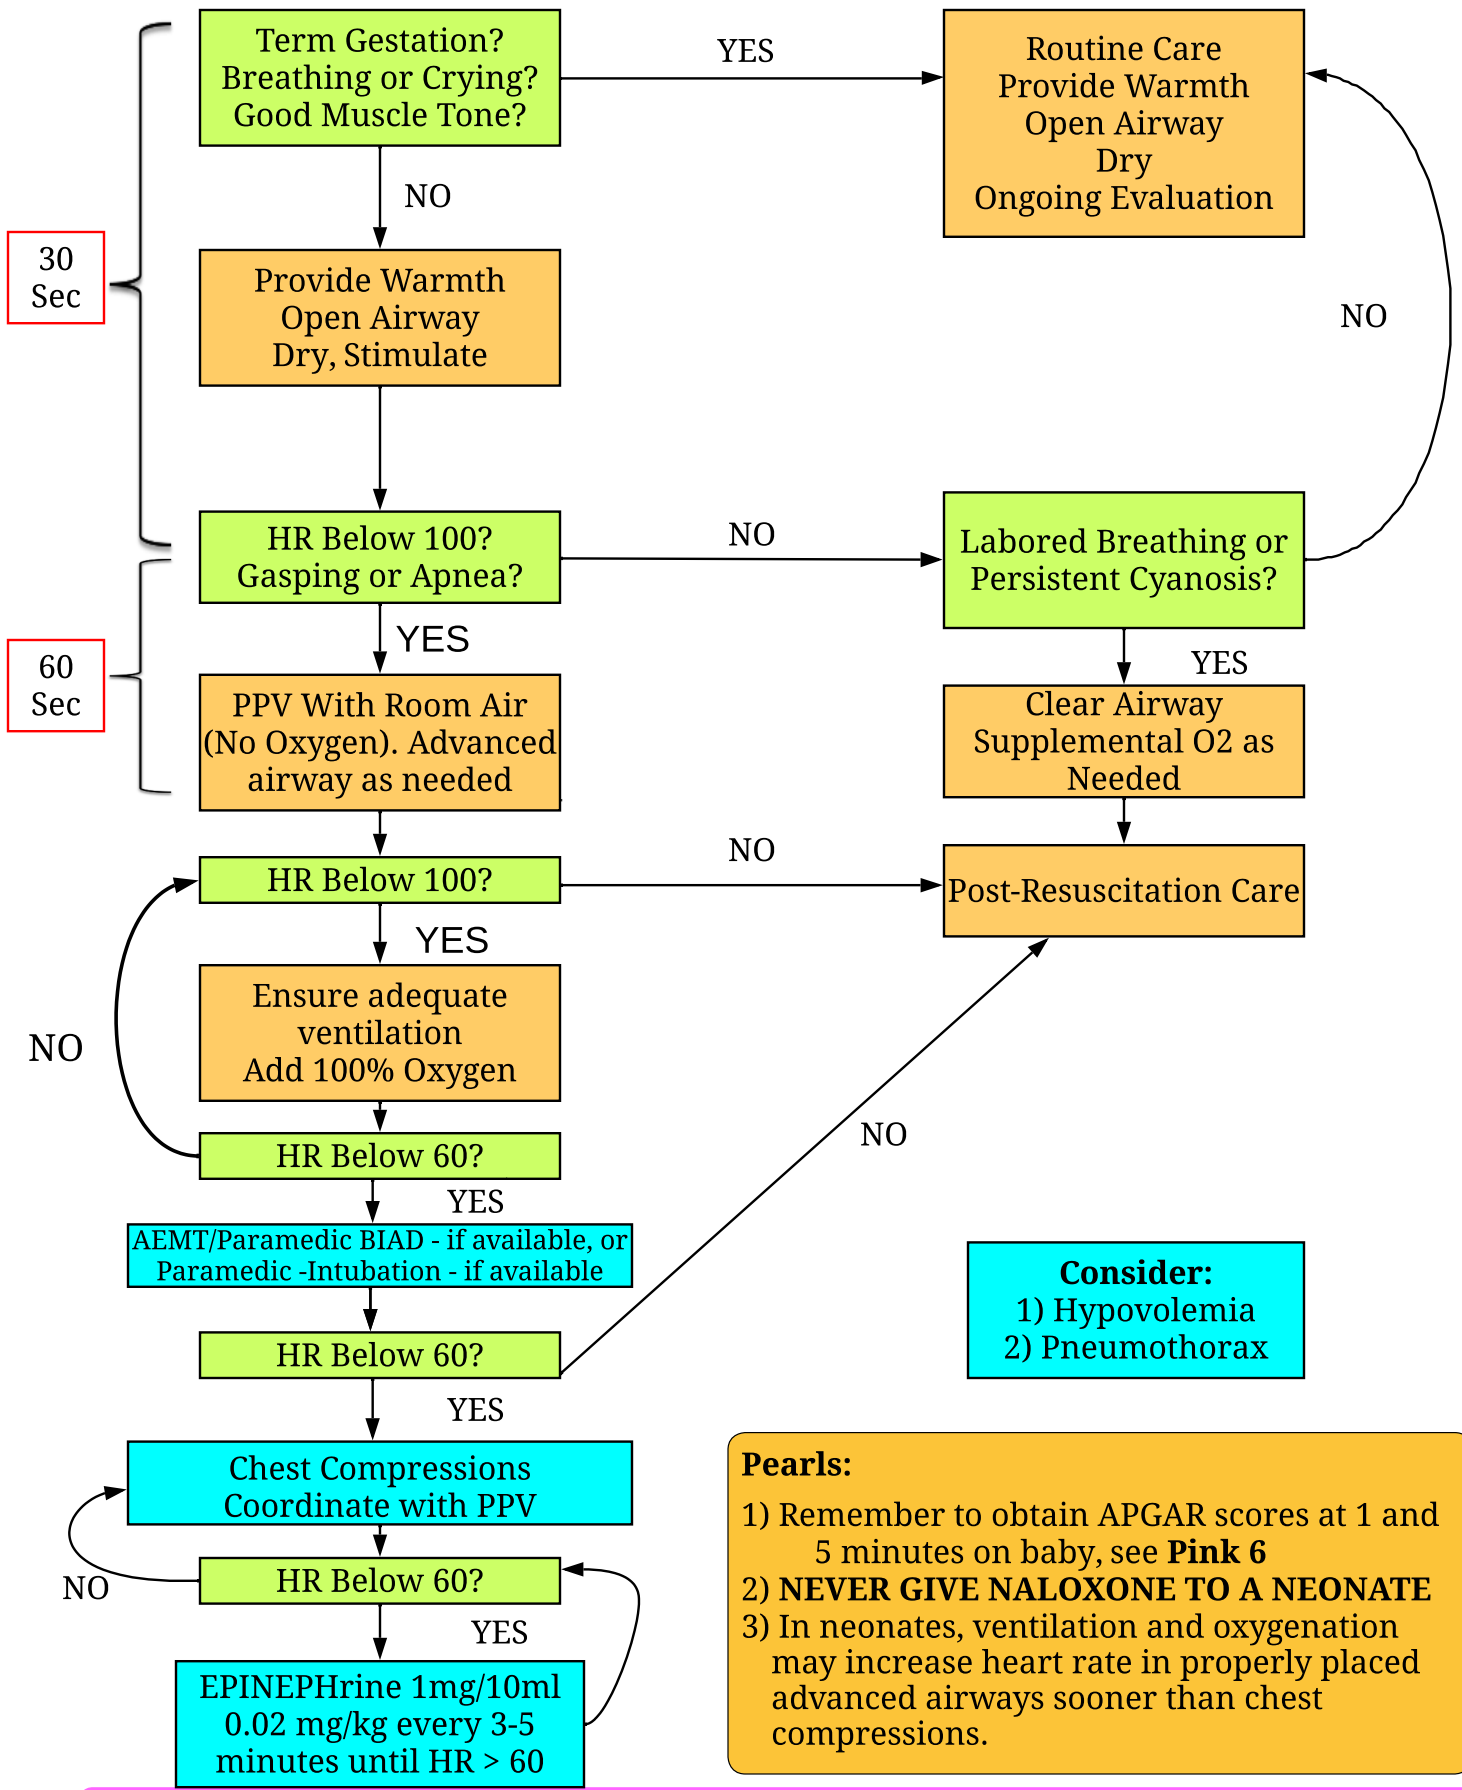 Term Gestation?
Breathing or Crying?
Good Muscle Tone?
YES
Routine Care
Provide Warmth
Open Airway
Dry
Ongoing Evaluation
NO
30
Sec
Provide Warmth
Open Airway
Dry, Stimulate
NO
HR Below 100?
Gasping or Apnea?
NO
Labored Breathing or
Persistent Cyanosis?
YES
YES
60
Sec
PPV With Room Air
(No Oxygen). Advanced
airway as needed
Clear Airway
Supplemental O2 as
Needed
HR Below 100?
NO
Post-Resuscitation Care
YES
Ensure adequate
ventilation
Add 100% Oxygen
NO
HR Below 60?
NO
YES
AEMT/Paramedic BIAD - if available, or
Paramedic -Intubation - if available
HR Below 60?
YES
Consider:
1) Hypovolemia
2) Pneumothorax
Chest Compressions
Coordinate with PPV
HR Below 60?
NO
YES
EPINEPHrine 1mg/10ml
0.02 mg/kg every 3-5
minutes until HR > 60
Pearls:
1) Remember to obtain APGAR scores at 1 and
5 minutes on baby, see Pink 6
2) NEVER GIVE NALOXONE TO A NEONATE
3) In neonates, ventilation and oxygenation
may increase heart rate in properly placed
advanced airways sooner than chest
compressions.